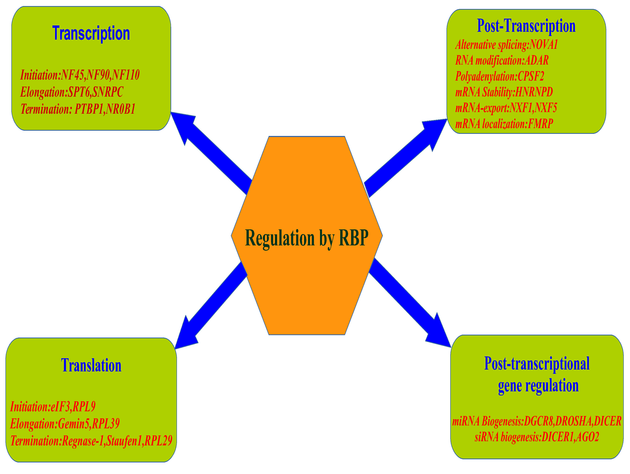 Transcription
Initiation:NF45,NF90,NF110
Elongation:SPT6,SNRPC
Termination: PTBP1,NR0B1
Post-Transcription
Alternative splicing:NOVA1
RNA modification:ADAR
Polyadenylation:CPSF2
mRNA Stability:HNRNPD
mRNA-export:NXF1,NXF5
mRNA localization:FMRP
Regulation by RBP
Translation
Initiation:eIF3,RPL9
Elongation:Gemin5,RPL39
Termination:Regnase-1,Staufen1,RPL29
Post-transcriptional
gene regulation
miRNA Biogenesis:DGCR8,DROSHA,DICER
siRNA biogenesis:DICER1,AGO2